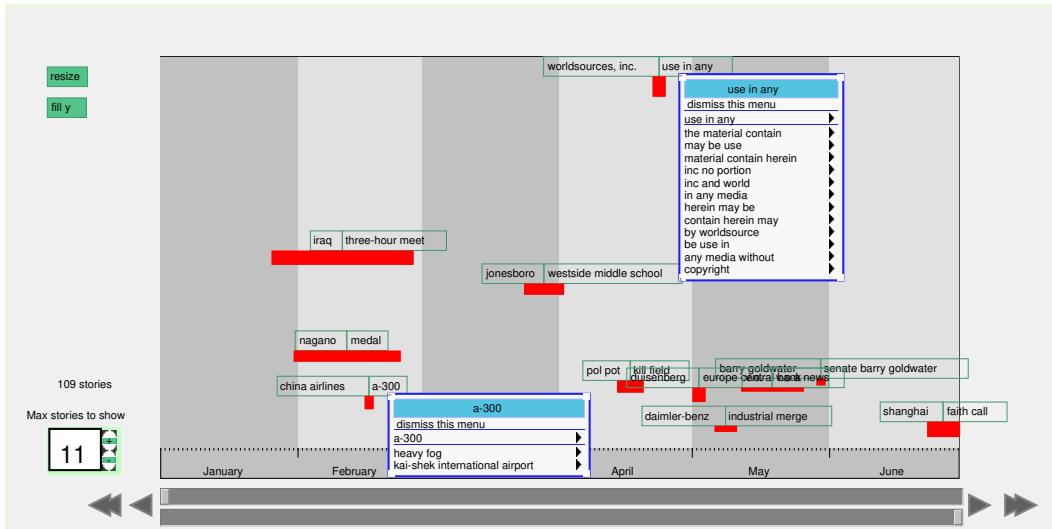 worldsources, inc. use in any
resize
fill y
use in any
dismiss this menu
use in any
the material contain
may be use
material contain herein
inc no portion
inc and world
in any media
herein may be
contain herein may
by worldsource
be use in
any media without
copyright
iraq three-hour meet
jonesboro westside middle school
nagano medal
pol pot kill field
barry goldwater senate barry goldwater
duisenberg europe central bank news
109 stories
china airlines a-300
Max stories to show
11
+
-
a-300
dismiss this menu
a-300
heavy fog
kai-shek international airport
daimler-benz industrial merge
shanghai faith call
January February April May June